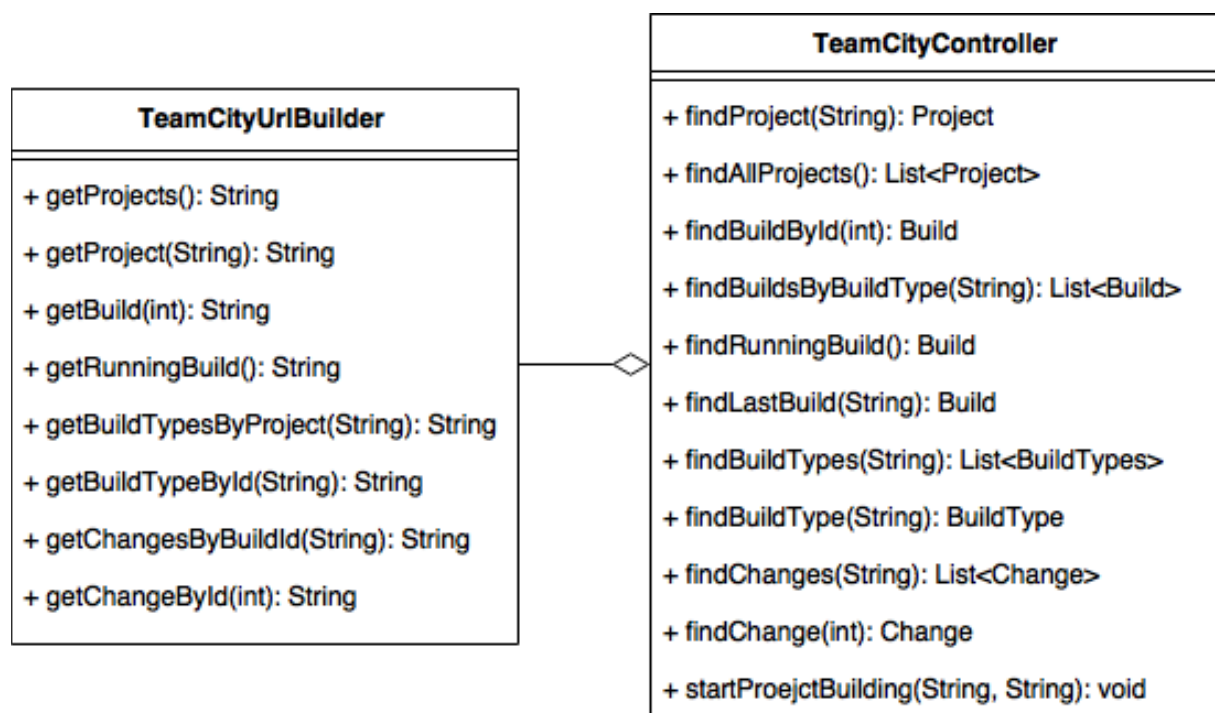 TeamCityUrlBuilder
+ getProjects(): String
+ getProject(String): String
+ getBuild(int): String
+ getRunningBuild(): String
+ getBuildTypesByProject(String): String
+ getBuildTypeById(String): String
+ getChangesByBuildId(String): String
+ getChangeById(int): String
TeamCityController
+ findProject(String): Project
+ findAllProjects(): List<Project>
+ findBuildById(int): Build
+ findBuildsByBuildType(String): List<Build>
+ findRunningBuild(): Build
+ findLastBuild(String): Build
+ findBuildTypes(String): List<BuildTypes>
+ findBuildType(String): BuildType
+ findChanges(String): List<Change>
+ findChange(int): Change
+ startProejctBuilding(String, String): void